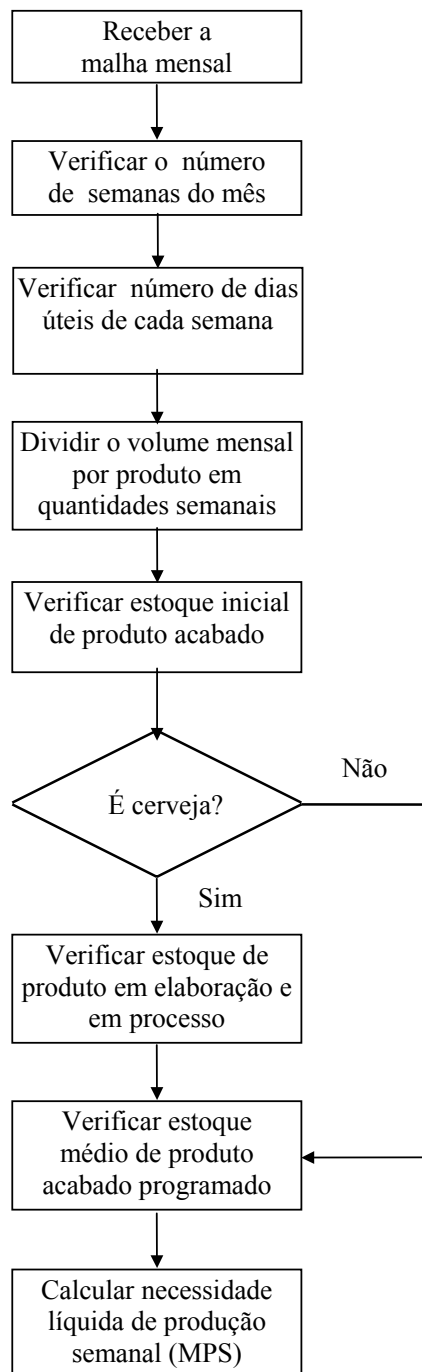 Receber a
malha mensal
Verificar o número
de semanas do mês
Verificar número de dias
úteis de cada semana
Dividir o volume mensal
por produto em
quantidades semanais
Verificar estoque inicial
de produto acabado
É cerveja?
Não
Sim
Verificar estoque de
produto em elaboração e
em processo
Verificar estoque
médio de produto
acabado programado
Calcular necessidade
líquida de produção
semanal (MPS)